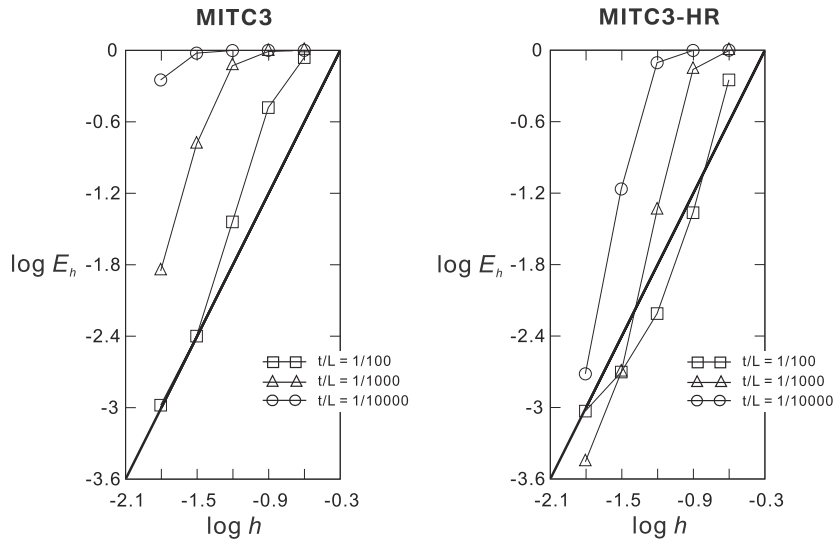 MITC3
0
-0.6
-1.2
-1.8
-2.4
-3
-3.6
log E_h
t/L = 1/100
t/L = 1/1000
t/L = 1/10000
-2.1 -1.5 -0.9 -0.3
log h
MITC3-HR
0
-0.6
-1.2
-1.8
-2.4
-3
-3.6
log E_h
t/L = 1/100
t/L = 1/1000
t/L = 1/10000
-2.1 -1.5 -0.9 -0.3
log h